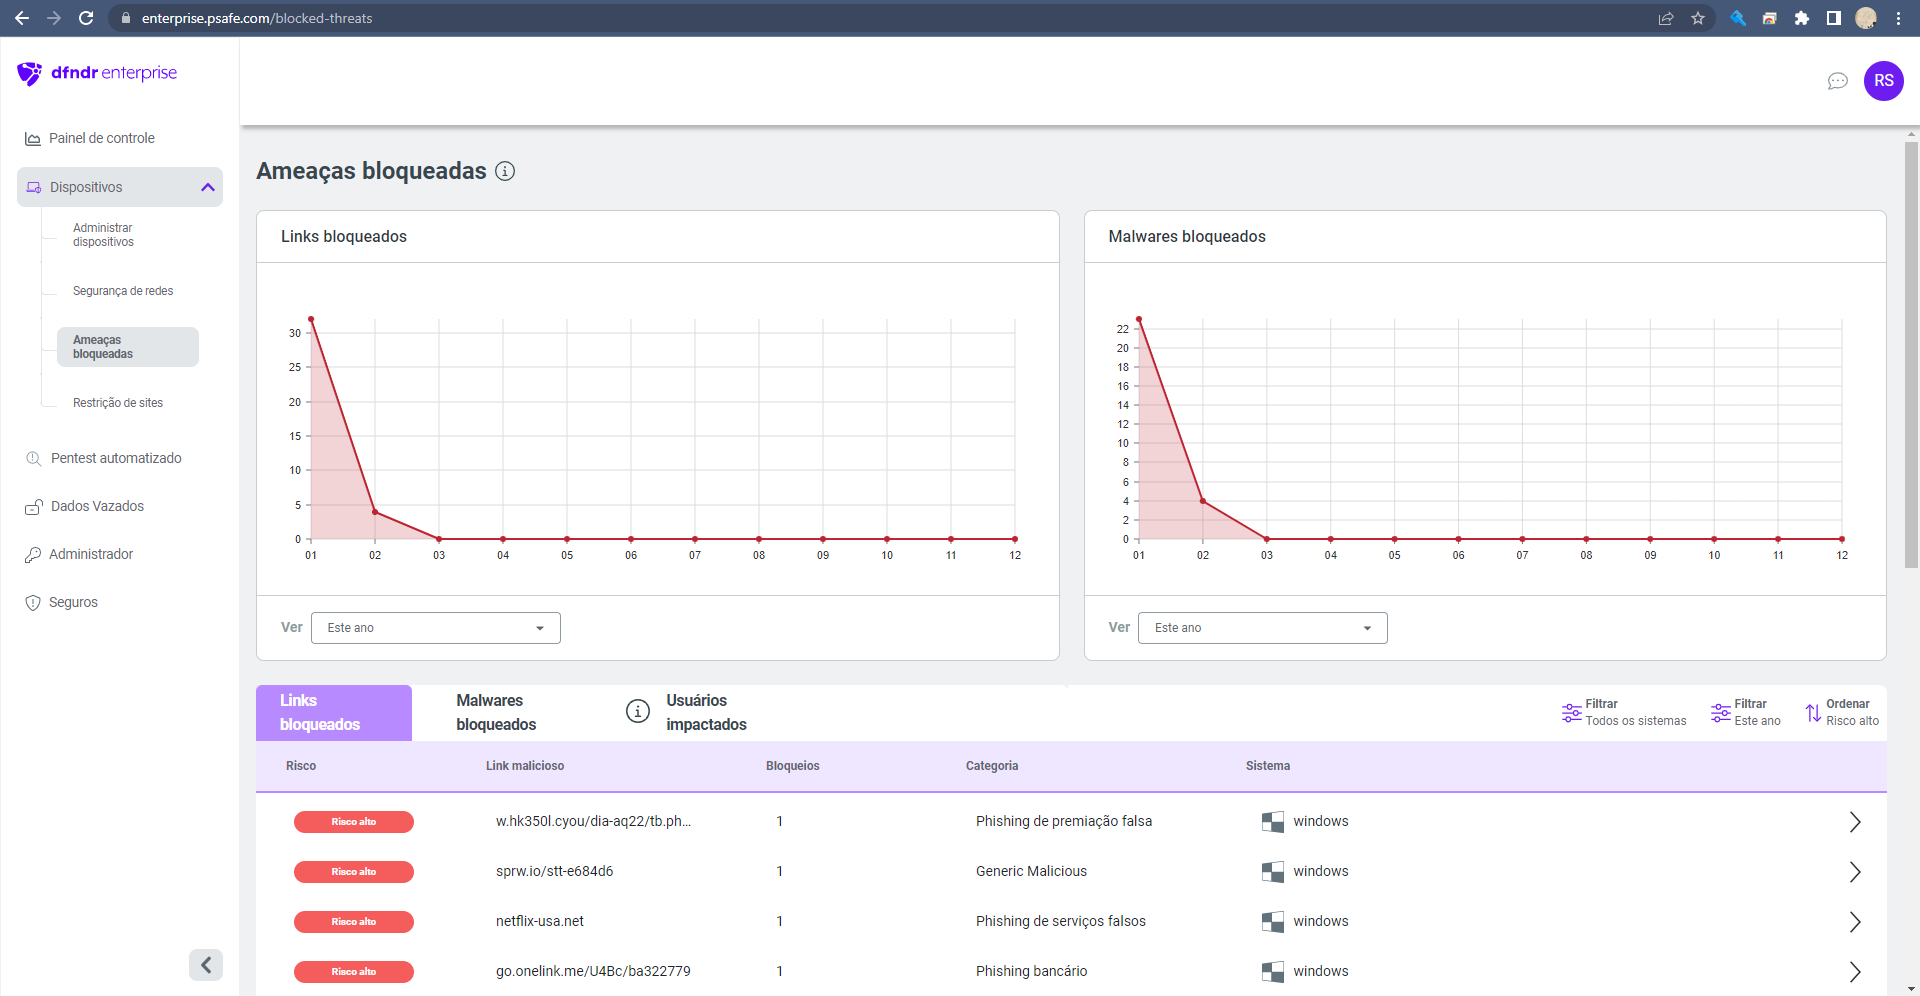 enterprise.psafe.com/blocked-threats
dfndr enterprise
RS
Painel de controle
Dispositivos
Administrar
dispositivos
Segurança de redes
Ameaças
bloqueadas
Restrição de sites
Pentest automatizado
Dados Vazados
Administrador
Seguros
Ameaças bloqueadas
Links bloqueados
30
25
20
15
10
5
0
01 02 03 04 05 06 07 08 09 10 11 12
Ver Este ano
Malwares bloqueados
22
20
18
16
14
12
10
8
6
4
2
0
01 02 03 04 05 06 07 08 09 10 11 12
Ver Este ano
Links
bloqueados
Malwares
bloqueados
Usuários
impactados
Filtrar
Todos os sistemas
Filtrar
Este ano
Ordenar
Risco alto
Risco Link malicioso Bloqueios Categoria Sistema
Risco alto w.hk350l.cyou/dia-aq22/tb.ph... 1 Phishing de premiação falsa windows
Risco alto sprw.io/stt-e684d6 1 Generic Malicious windows
Risco alto netflix-usa.net 1 Phishing de serviços falsos windows
Risco alto go.onelink.me/U4Bc/ba322779 1 Phishing bancário windows